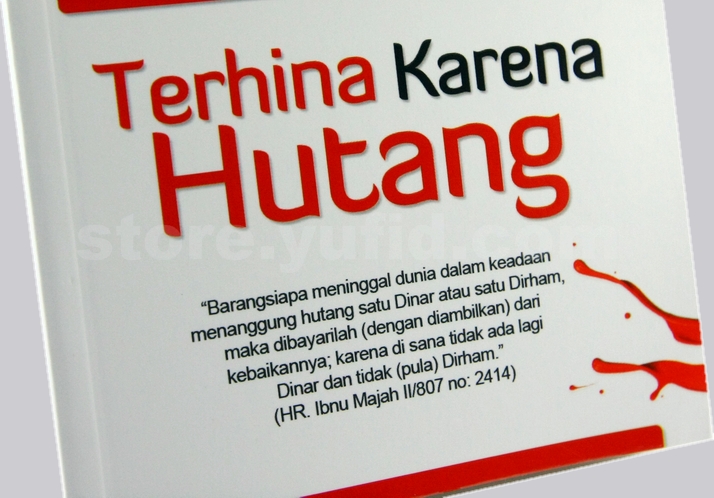 Terhina Karena
Hutang
store.yufid.com
“Barangsiapa meninggal dunia dalam keadaan
menanggung hutang satu Dinar atau satu Dirham,
maka dibayarilah (dengan diambilkan) dari
kebaikannya; karena di sana tidak ada lagi
Dinar dan tidak (pula) Dirham.”
(HR. Ibnu Majah II/807 no: 2414)